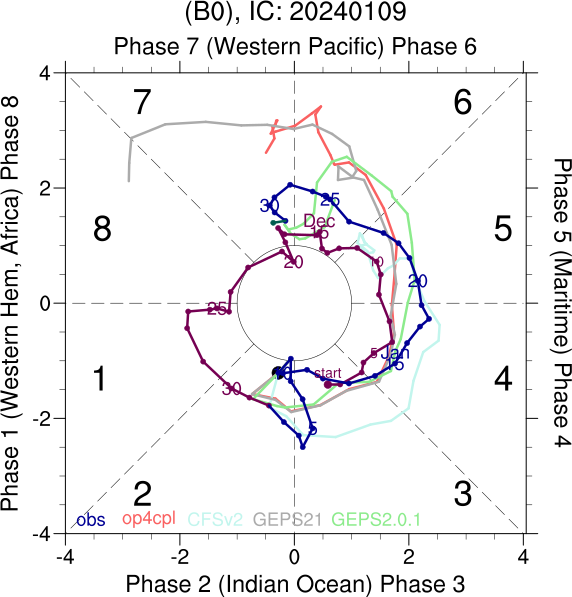 (B0), IC: 20240109
Phase 7 (Western Pacific) Phase 6
4
7
6
2
30
25
Dec
15
8
5
20
10
Phase 1 (Western Hem, Africa) Phase 8
Phase 5 (Maritime) Phase 4
0
25
20
5
Jan
15
start
1
4
-2
30
5
2
3
obs
op4cpl
CFSv2
GEPS21
GEPS2.0.1
-4
-4
-2
0
2
4
Phase 2 (Indian Ocean) Phase 3